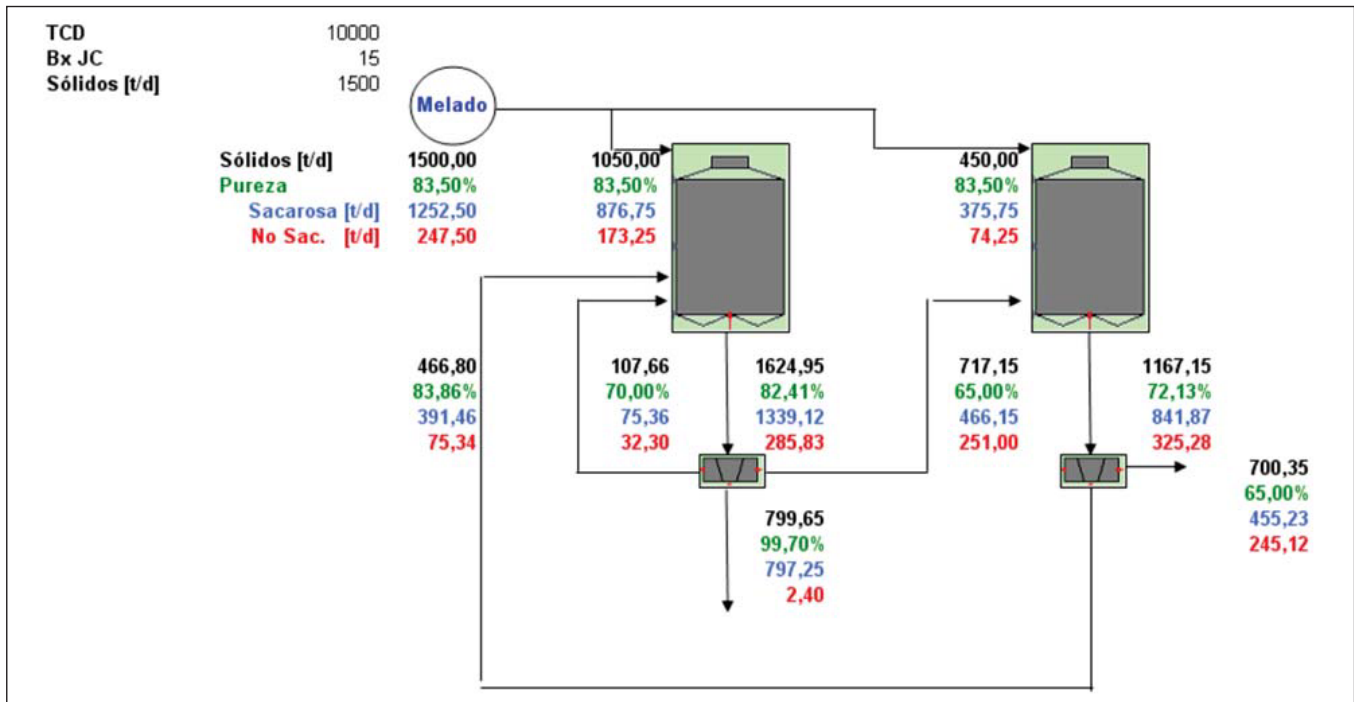 TCD 10000
Bx JC 15
Sólidos [t/d] 1500
Melado
Sólidos [t/d] 1500,00 1050,00 450,00
Pureza 83,50% 83,50% 83,50%
Sacarosa [t/d] 1252,50 876,75 375,75
No Sac. [t/d] 247,50 173,25 74,25
466,80 107,66 1624,95 717,15 1167,15
83,86% 70,00% 82,41% 65,00% 72,13%
391,46 75,36 1339,12 466,15 841,87
75,34 32,30 285,83 251,00 325,28
700,35
65,00%
455,23
245,12
799,65
99,70%
797,25
2,40